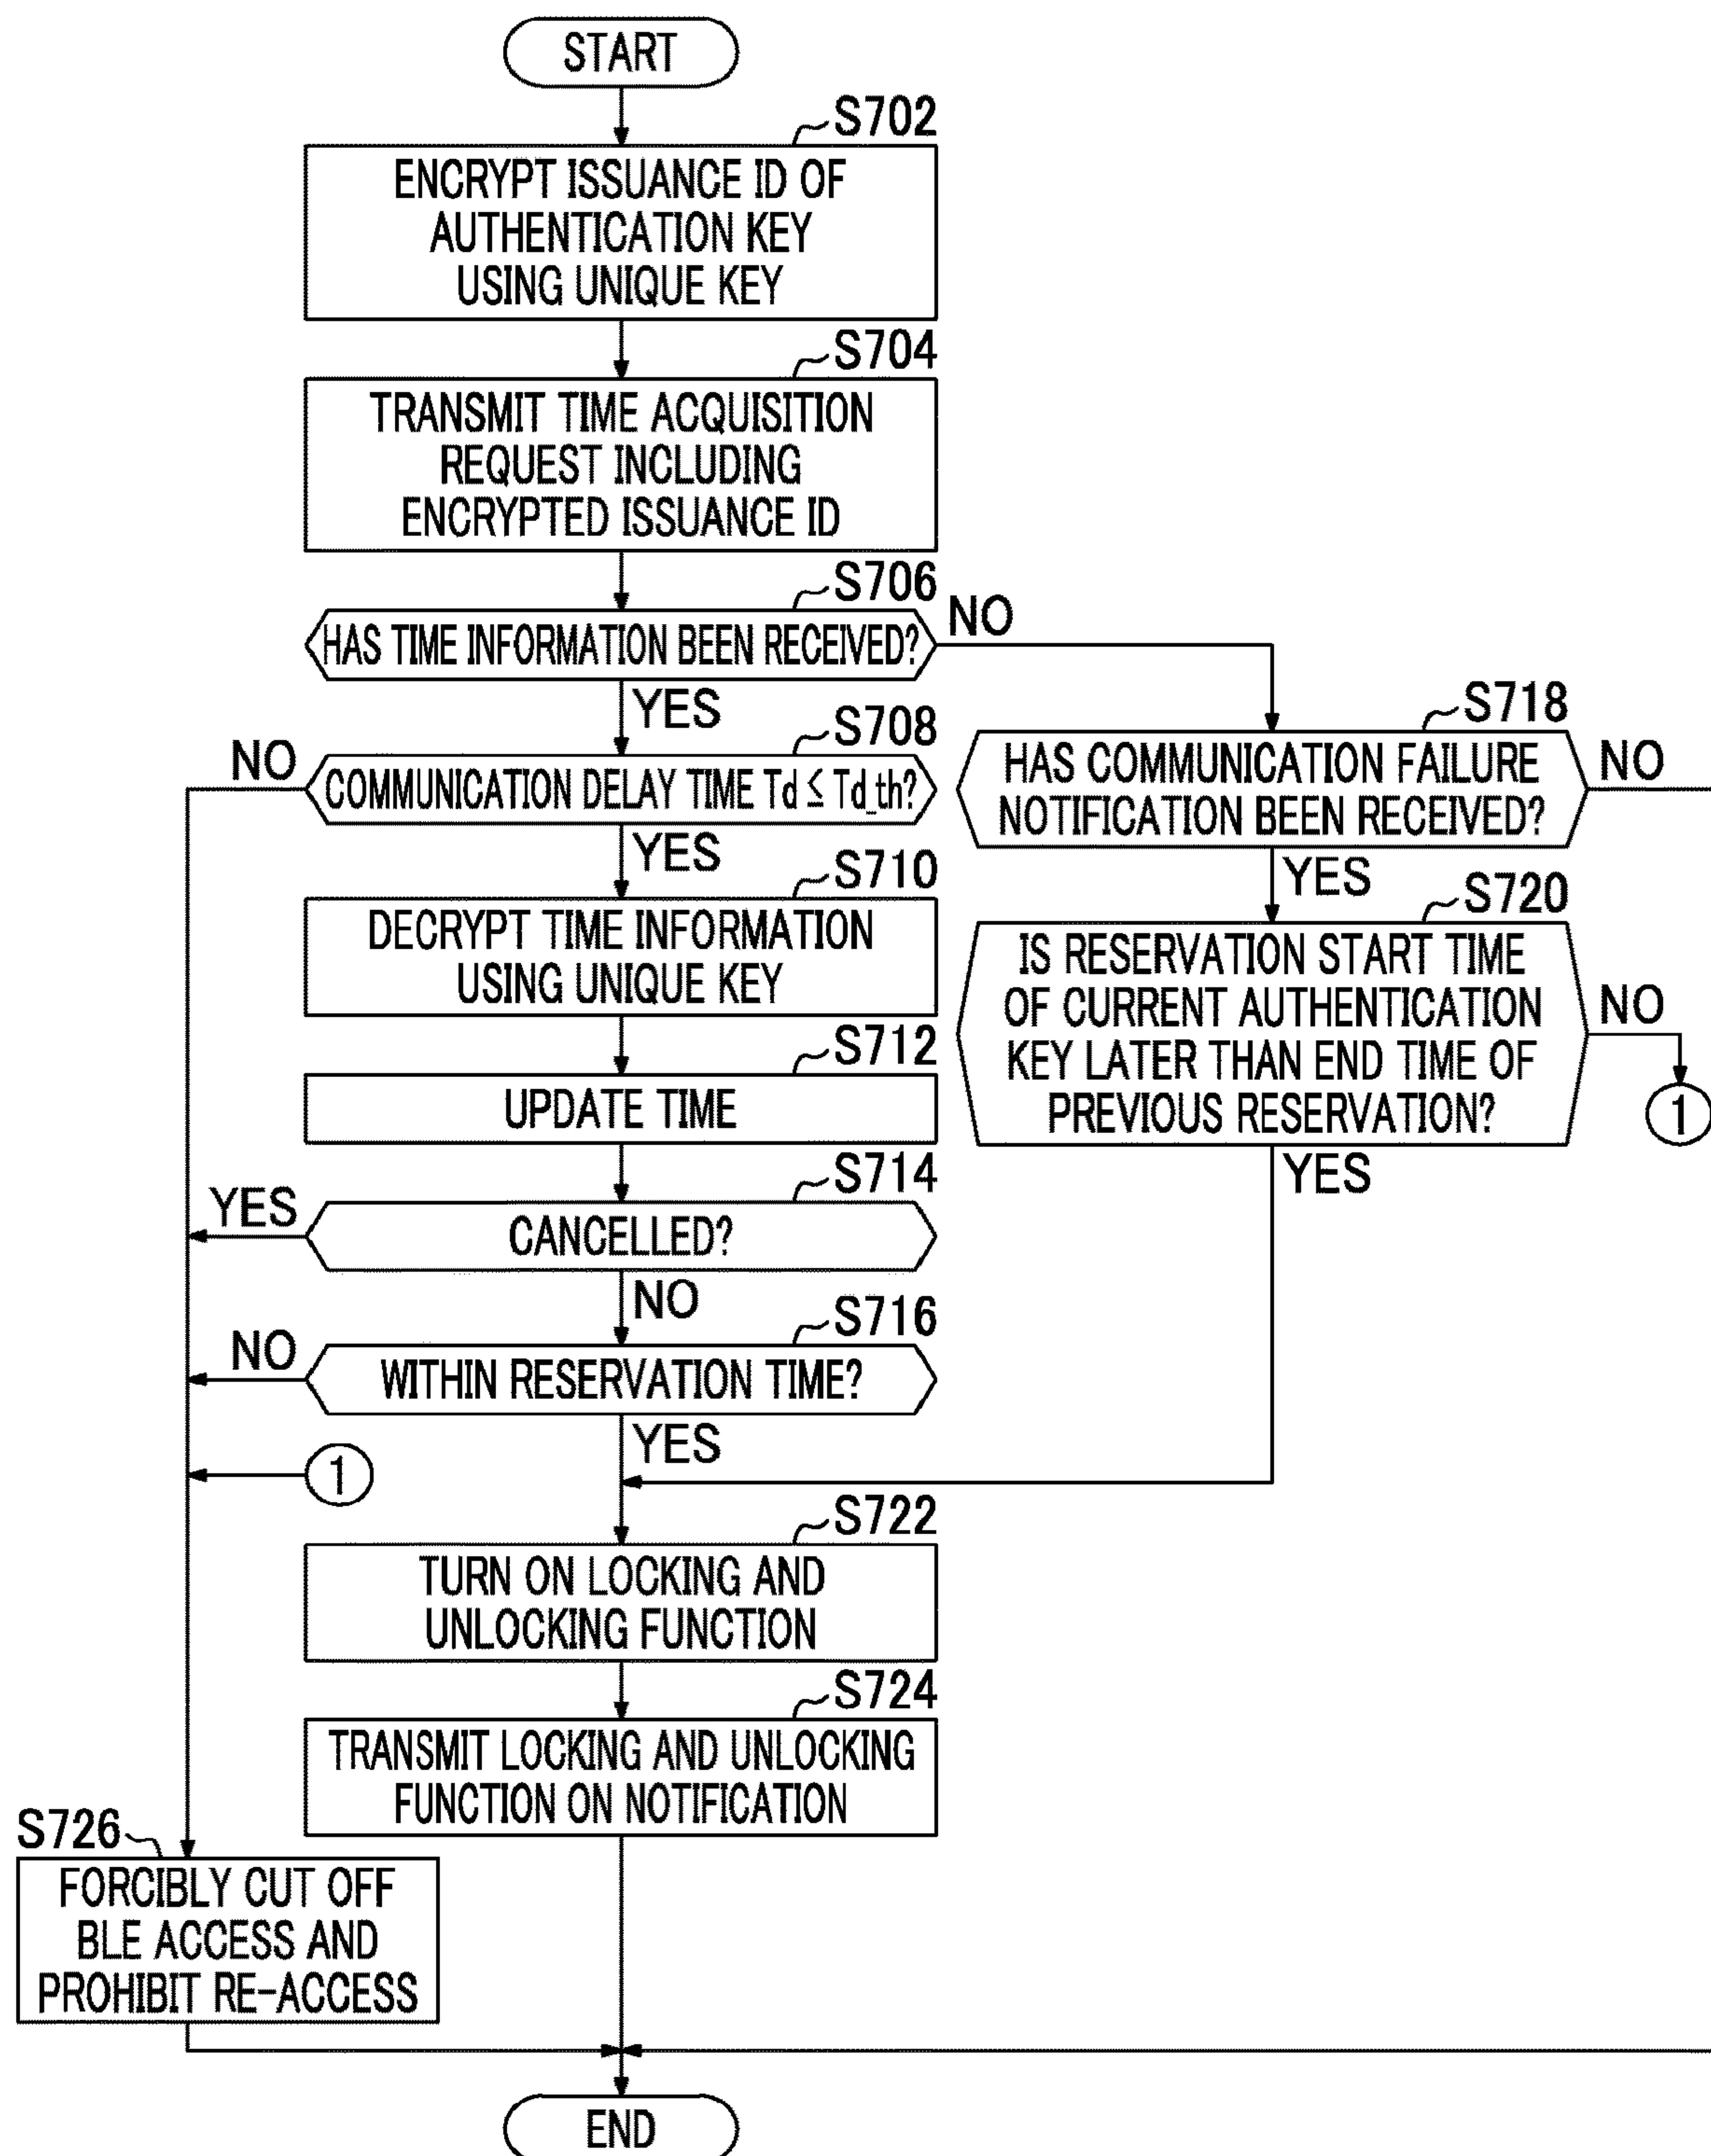 START
S702
ENCRYPT ISSUANCE ID OF
AUTHENTICATION KEY
USING UNIQUE KEY
S704
TRANSMIT TIME ACQUISITION
REQUEST INCLUDING
ENCRYPTED ISSUANCE ID
S706
HAS TIME INFORMATION BEEN RECEIVED?
NO
YES
S708
NO
COMMUNICATION DELAY TIME Td ≤ Td_th?
YES
S718
HAS COMMUNICATION FAILURE
NOTIFICATION BEEN RECEIVED?
NO
YES
S710
DECRYPT TIME INFORMATION
USING UNIQUE KEY
S720
IS RESERVATION START TIME
OF CURRENT AUTHENTICATION
KEY LATER THAN END TIME OF
PREVIOUS RESERVATION?
NO
1
YES
S712
UPDATE TIME
S714
YES
CANCELLED?
NO
S716
NO
WITHIN RESERVATION TIME?
YES
1
S722
TURN ON LOCKING AND
UNLOCKING FUNCTION
S724
TRANSMIT LOCKING AND UNLOCKING
FUNCTION ON NOTIFICATION
S726
FORCIBLY CUT OFF
BLE ACCESS AND
PROHIBIT RE-ACCESS
END